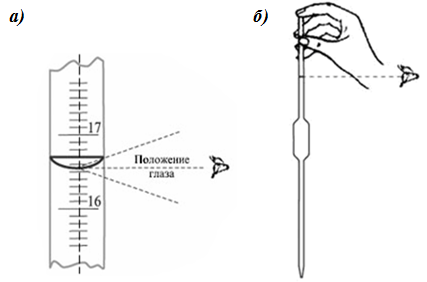 а)
б)
17
Положение
глаза
16